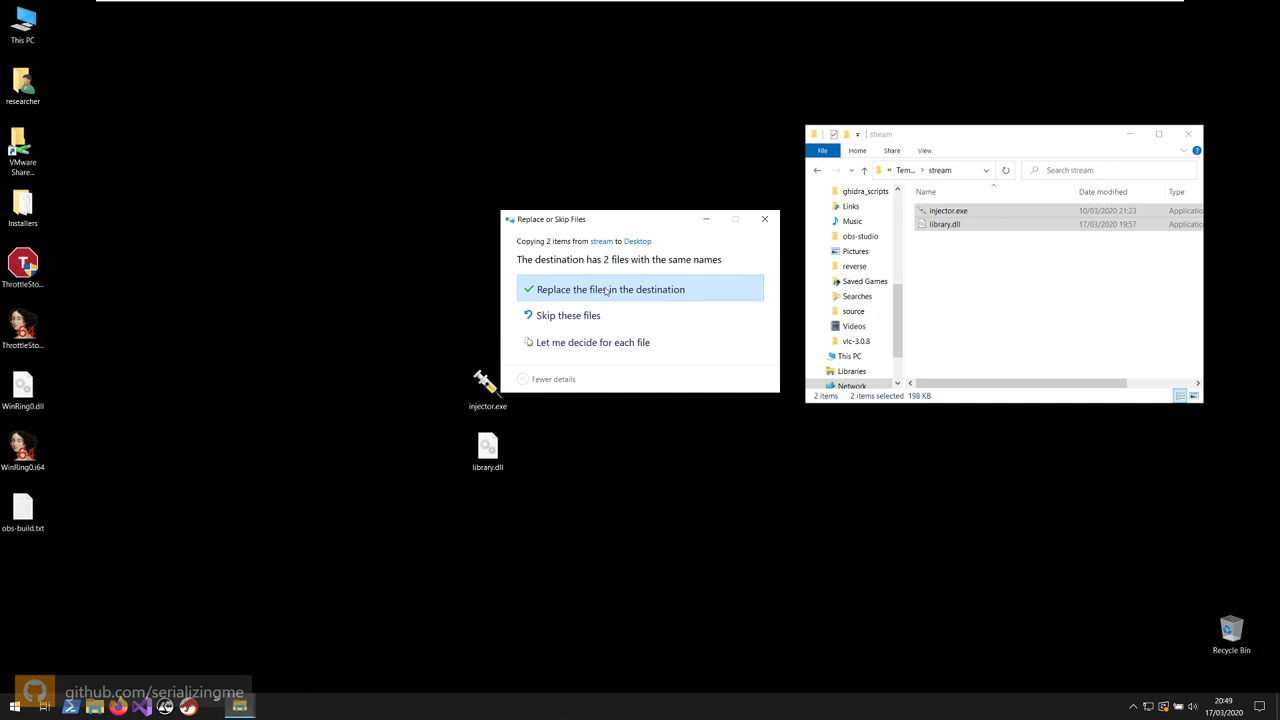 This PC
researcher
VMware
Share...
Installers
ThrottleSto...
ThrottleSto...
WinRing0.dll
WinRing0.i64
obs-build.txt
injector.exe
library.dll
Replace or Skip Files
Copying 2 items from stream to Desktop
The destination has 2 files with the same names
Replace the files in the destination
Skip these files
Let me decide for each file
Fewer details
stream
File
Home
Share
View
« Tem... > stream
Search stream
ghidra_scripts
Links
Music
obs-studio
Pictures
reverse
Saved Games
Searches
source
Videos
vlc-3.0.8
This PC
Libraries
Network
Name
Date modified
Type
injector.exe
10/03/2020 21:23
Applicatio
library.dll
17/03/2020 19:57
Applicatio
2 items
2 items selected 198 KB
Recycle Bin
github.com/serializingme
20:49
17/03/2020